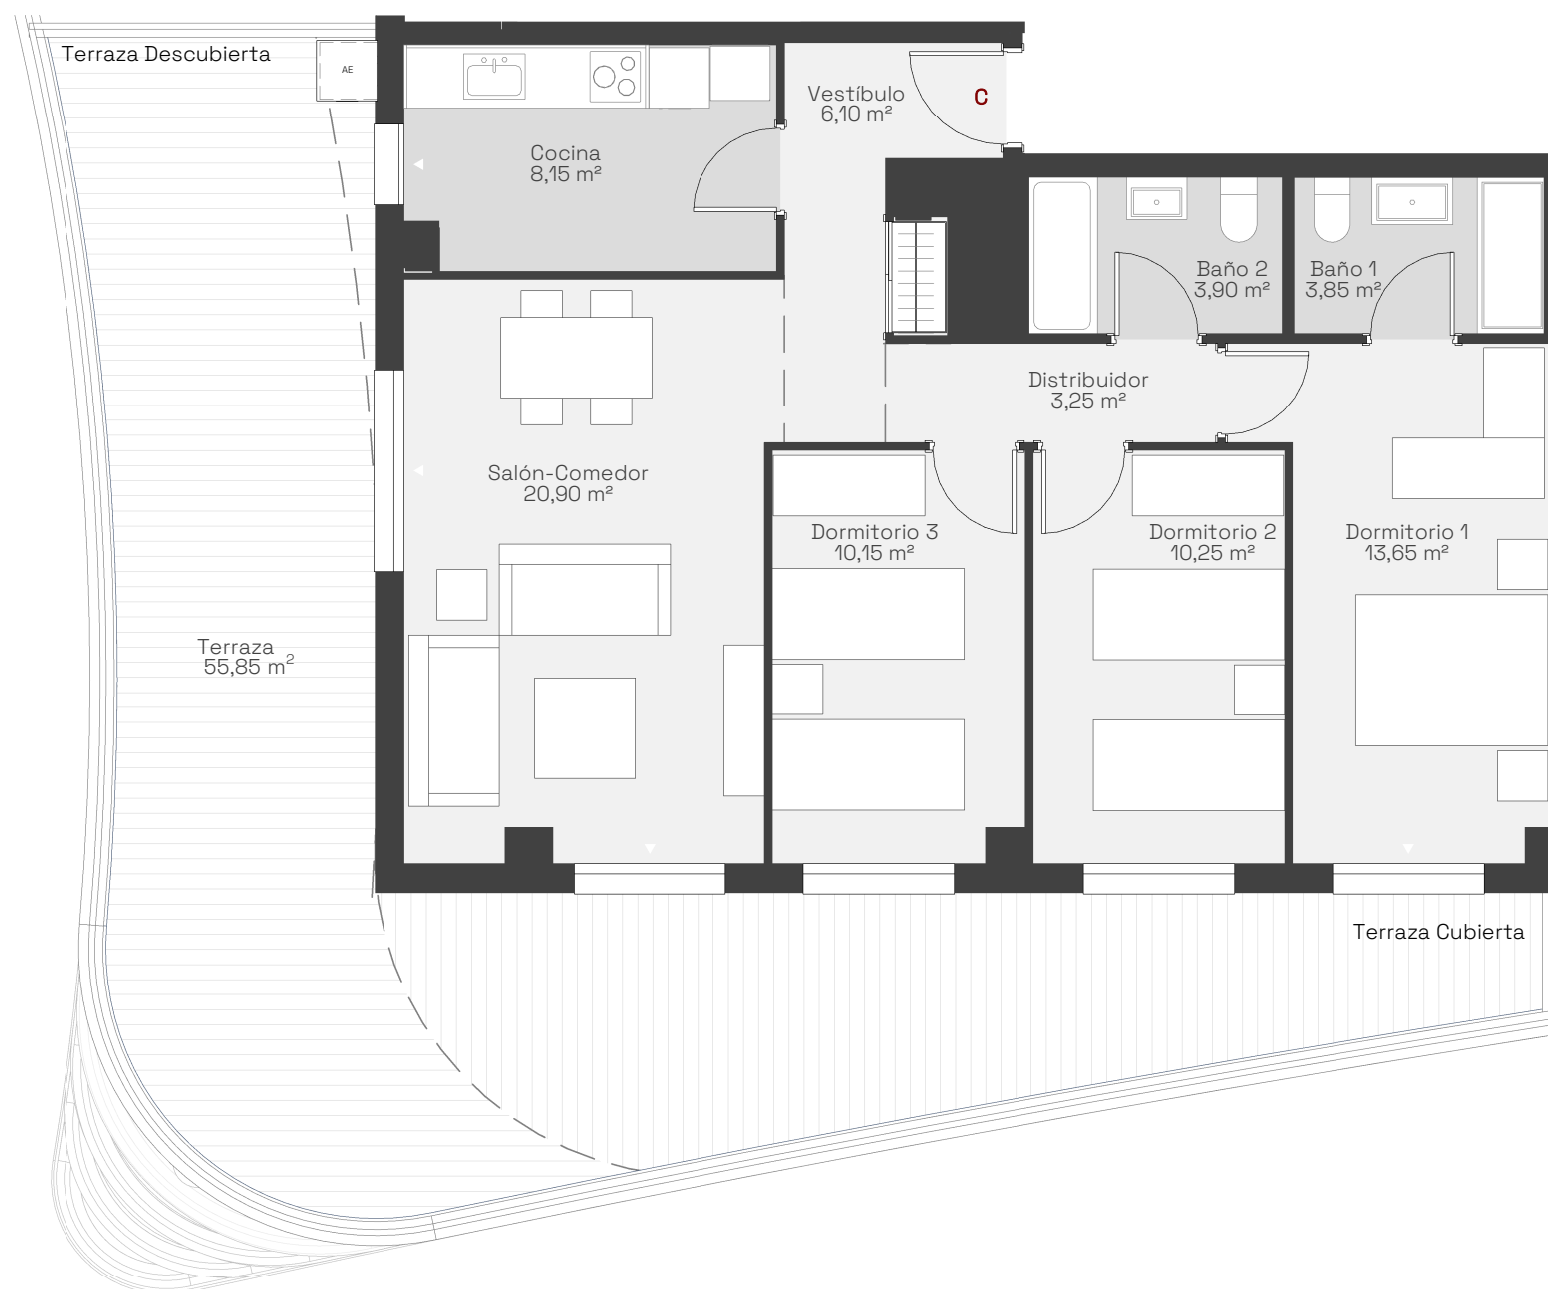 Terraza Descubierta
AE
Vestíbulo
6,10 m²
C
Cocina
8,15 m²
Baño 2
3,90 m²
Baño 1
3,85 m²
Distribuidor
3,25 m²
Salón-Comedor
20,90 m²
Dormitorio 3
10,15 m²
Dormitorio 2
10,25 m²
Dormitorio 1
13,65 m²
Terraza
55,85 m²
Terraza Cubierta